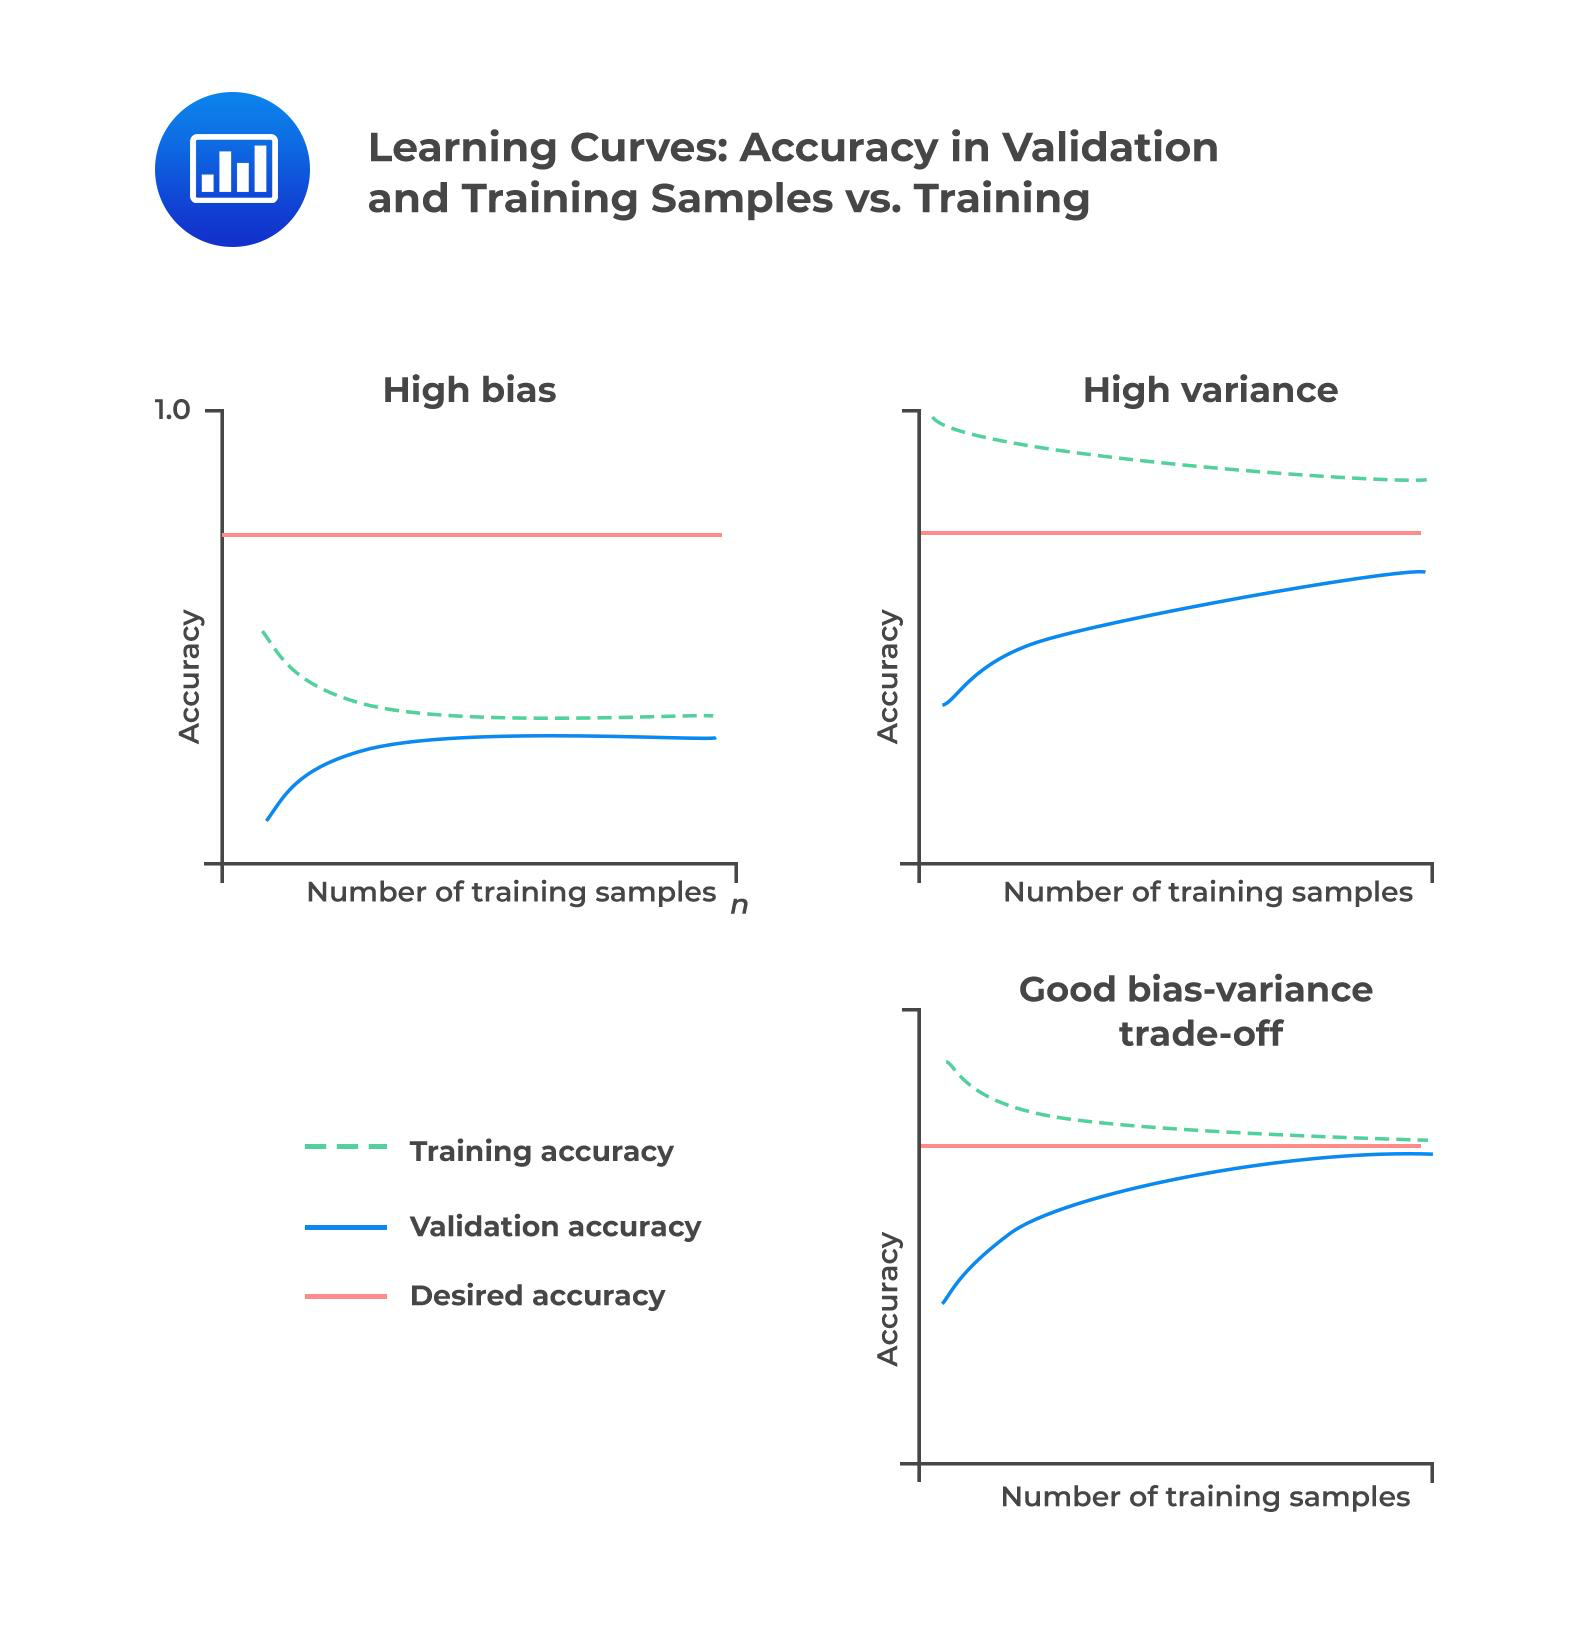 Learning Curves: Accuracy in Validation
and Training Samples vs. Training
High bias
1.0
Accuracy
Number of training samples
n
High variance
Accuracy
Number of training samples
Good bias-variance
trade-off
Accuracy
Number of training samples
Training accuracy
Validation accuracy
Desired accuracy